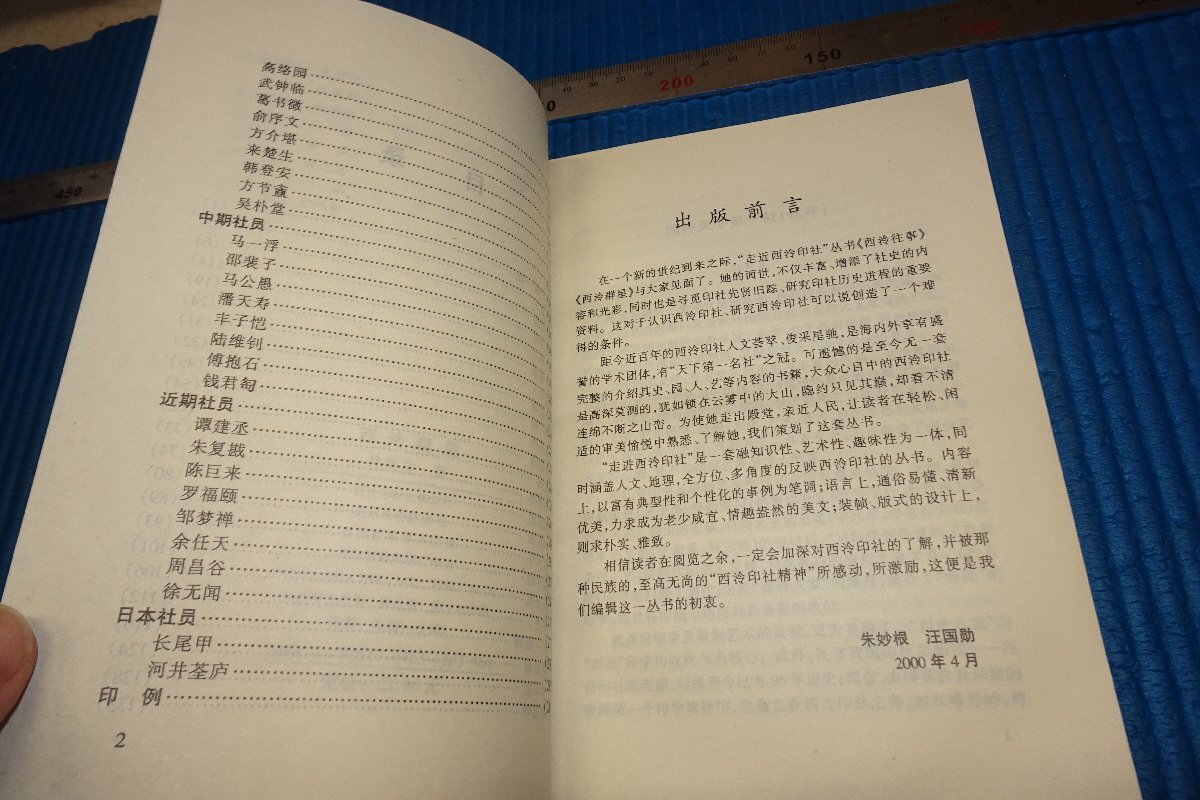 高络园
武钟临
葛书徵
俞序文
方介堪
来楚生
韩登安
方节盦
吴朴堂
中期社员
马一浮
邵裴子
马公愚
潘天寿
丰子恺
陆维钊
傅抱石
钱君匋
近期社员
谭建丞
朱复戡
陈巨来
罗福颐
邹梦禅
余任天
周昌谷
徐无闻
日本社员
长尾甲
河井荃庐
印 例
2
450
200
150
出版前言
在一个新的世纪到来之际,“走近西泠印社”丛书《西泠往事》
《西泠群星》与大家见面了。她的面世,不仅丰富、增添了社史的内
容和光彩,同时也是寻觅印社先贤旧踪、研究印社历史进程的重要
资料。这对于认识西泠印社、研究西泠印社可以说创造了一个难
得的条件。
距今近百年的西泠印社人文荟萃、俊采星驰,是海内外享有盛
誉的学术团体,有“天下第一名社”之冠。可遗憾的是至今无一套
完整的介绍其史、园、人、艺等内容的书籍,大众心目中的西泠印社
是高深莫测的,犹如锁在云雾中的大山,隐约只见其巅,却看不清
连绵不断之山峦。为使她走出殿堂,亲近人民,让读者在轻松、闲
适的审美愉悦中熟悉、了解她,我们策划了这套丛书。
“走进西泠印社”是一套融知识性、艺术性、趣味性为一体,同
时涵盖人文、地理,全方位、多角度的反映西泠印社的丛书。内容
上,以富有典型性和个性化的事例为笔调;语言上,通俗易懂、清新
优美,力求成为老少咸宜、情趣盎然的美文;装帧、版式的设计上,
则求朴实、雅致。
相信读者在阅览之余,一定会加深对西泠印社的了解,并被那
种民族的,至高无尚的“西泠印社精神”所感动,所激励,这便是我
们编辑这一丛书的初衷。
朱妙根 汪国勋
2000年4月